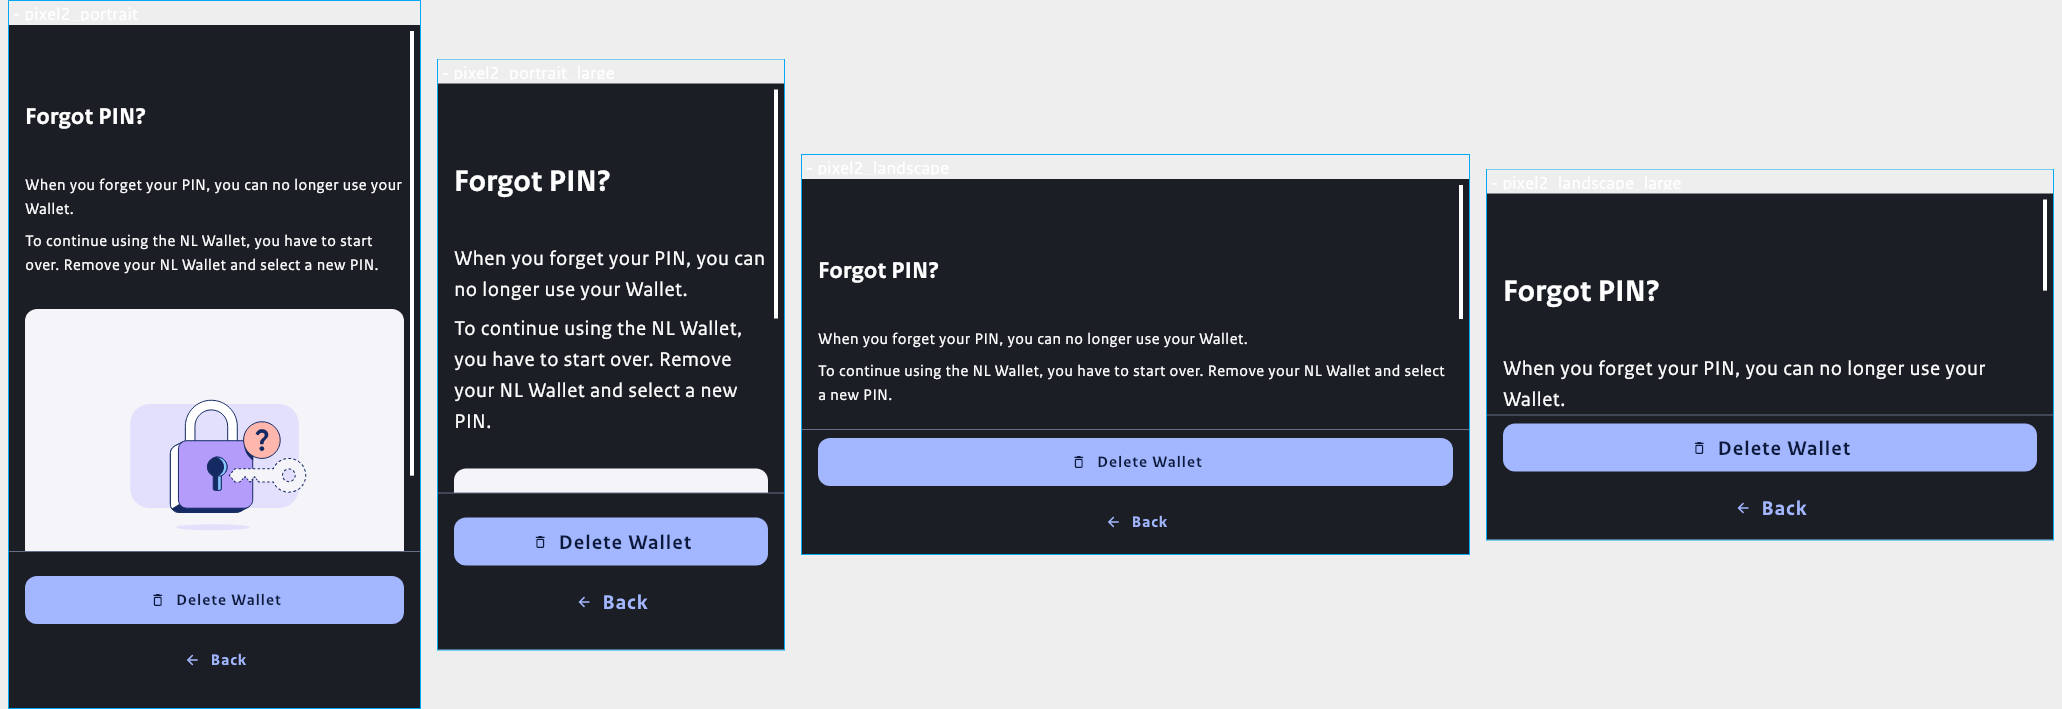 - pixel2_portrait
Forgot PIN?
When you forget your PIN, you can no longer use your
Wallet.
To continue using the NL Wallet, you have to start
over. Remove your NL Wallet and select a new PIN.
?
Delete Wallet
Back
- pixel2_portrait_large
Forgot PIN?
When you forget your PIN, you can
no longer use your Wallet.
To continue using the NL Wallet,
you have to start over. Remove
your NL Wallet and select a new
PIN.
Delete Wallet
Back
- pixel2_landscape
Forgot PIN?
When you forget your PIN, you can no longer use your Wallet.
To continue using the NL Wallet, you have to start over. Remove your NL Wallet and select
a new PIN.
Delete Wallet
Back
- pixel2_landscape_large
Forgot PIN?
When you forget your PIN, you can no longer use your
Wallet.
Delete Wallet
Back